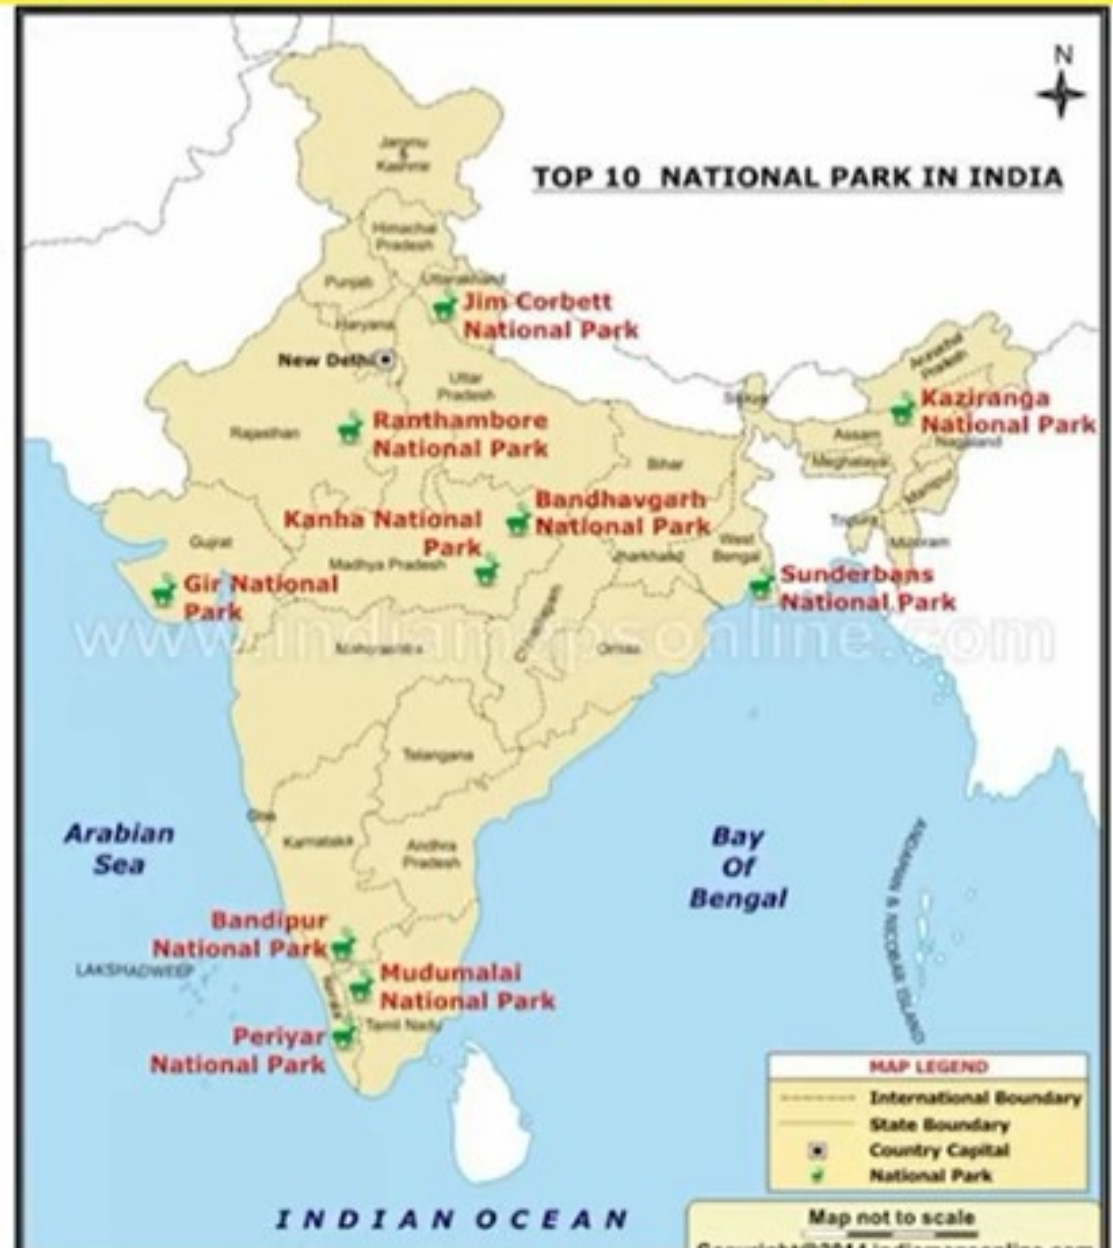 N
TOP 10 NATIONAL PARK IN INDIA
Jammu
&
Kashmir
Himachal
Pradesh
Punjab
Uttarakhand
Jim Corbett
National Park
Haryana
New Delhi
Uttar
Pradesh
Arunachal
Pradesh
Kaziranga
National Park
Ranthambore
National Park
Rajasthan
Assam
Nagaland
Meghalaya
Bihar
Manipur
Bandhavgarh
National Park
Kanha National
Park
Gujrat
Madhya Pradesh
Jharkhand
West
Bengal
Tripura
Mizoram
Gir National
Park
Sunderbans
National Park
www.indiamapsonline.com
Maharashtra
Orissa
Telangana
Goa
Karnataka
Andhra
Pradesh
Arabian
Sea
Bay
Of
Bengal
ANDAMAN & NICOBAR ISLAND
Bandipur
National Park
LAKSHADWEEP
Mudumalai
National Park
Kerala
Tamil Nadu
Periyar
National Park
MAP LEGEND
International Boundary
State Boundary
Country Capital
National Park
INDIAN OCEAN
Map not to scale